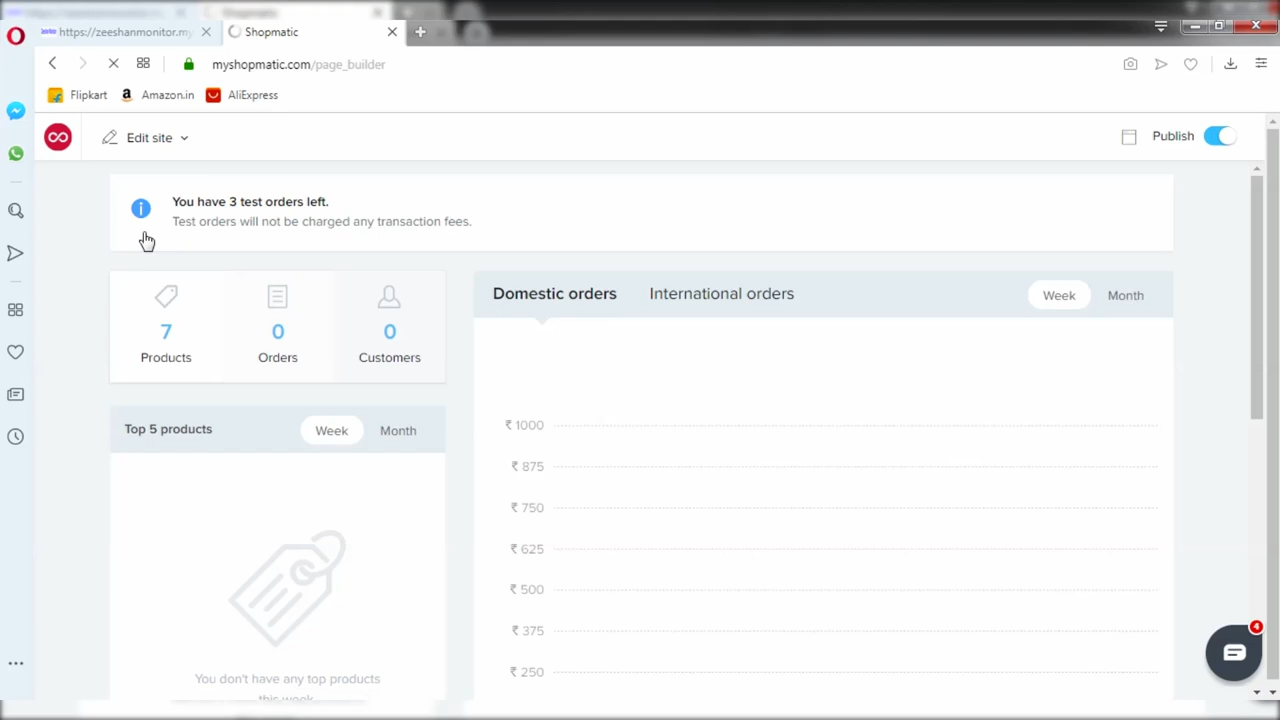 https://zeeshanmonitor.my
Shopmatic
myshopmatic.com/page_builder
Flipkart
Amazon.in
AliExpress
Edit site
Publish
You have 3 test orders left.
Test orders will not be charged any transaction fees.
7
0
0
Products
Orders
Customers
Domestic orders
International orders
Week
Month
Top 5 products
Week
Month
₹ 1000
₹ 875
₹ 750
₹ 625
₹ 500
₹ 375
₹ 250
You don't have any top products
this week
4